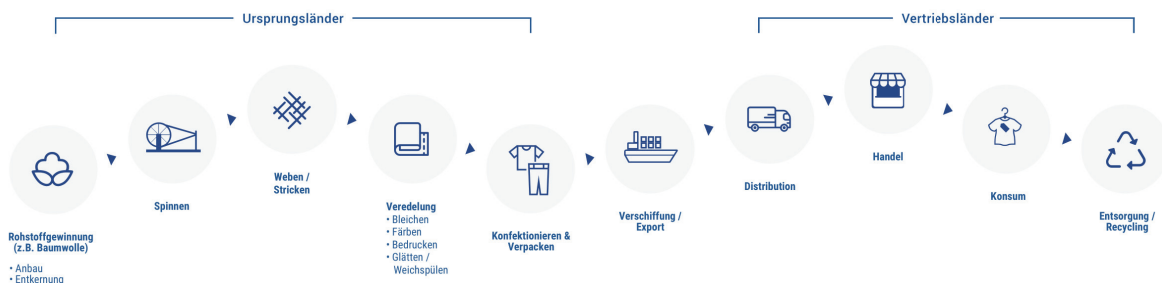 Ursprungsländer
Vertriebsländer
Rohstoffgewinnung
(z.B. Baumwolle)
• Anbau
• Entkernung
Spinnen
Weben /
Stricken
Veredelung
• Bleichen
• Färben
• Bedrucken
• Glätten /
Weichspülen
Konfektionieren &
Verpacken
Verschiffung /
Export
Distribution
Handel
Konsum
Entsorgung /
Recycling